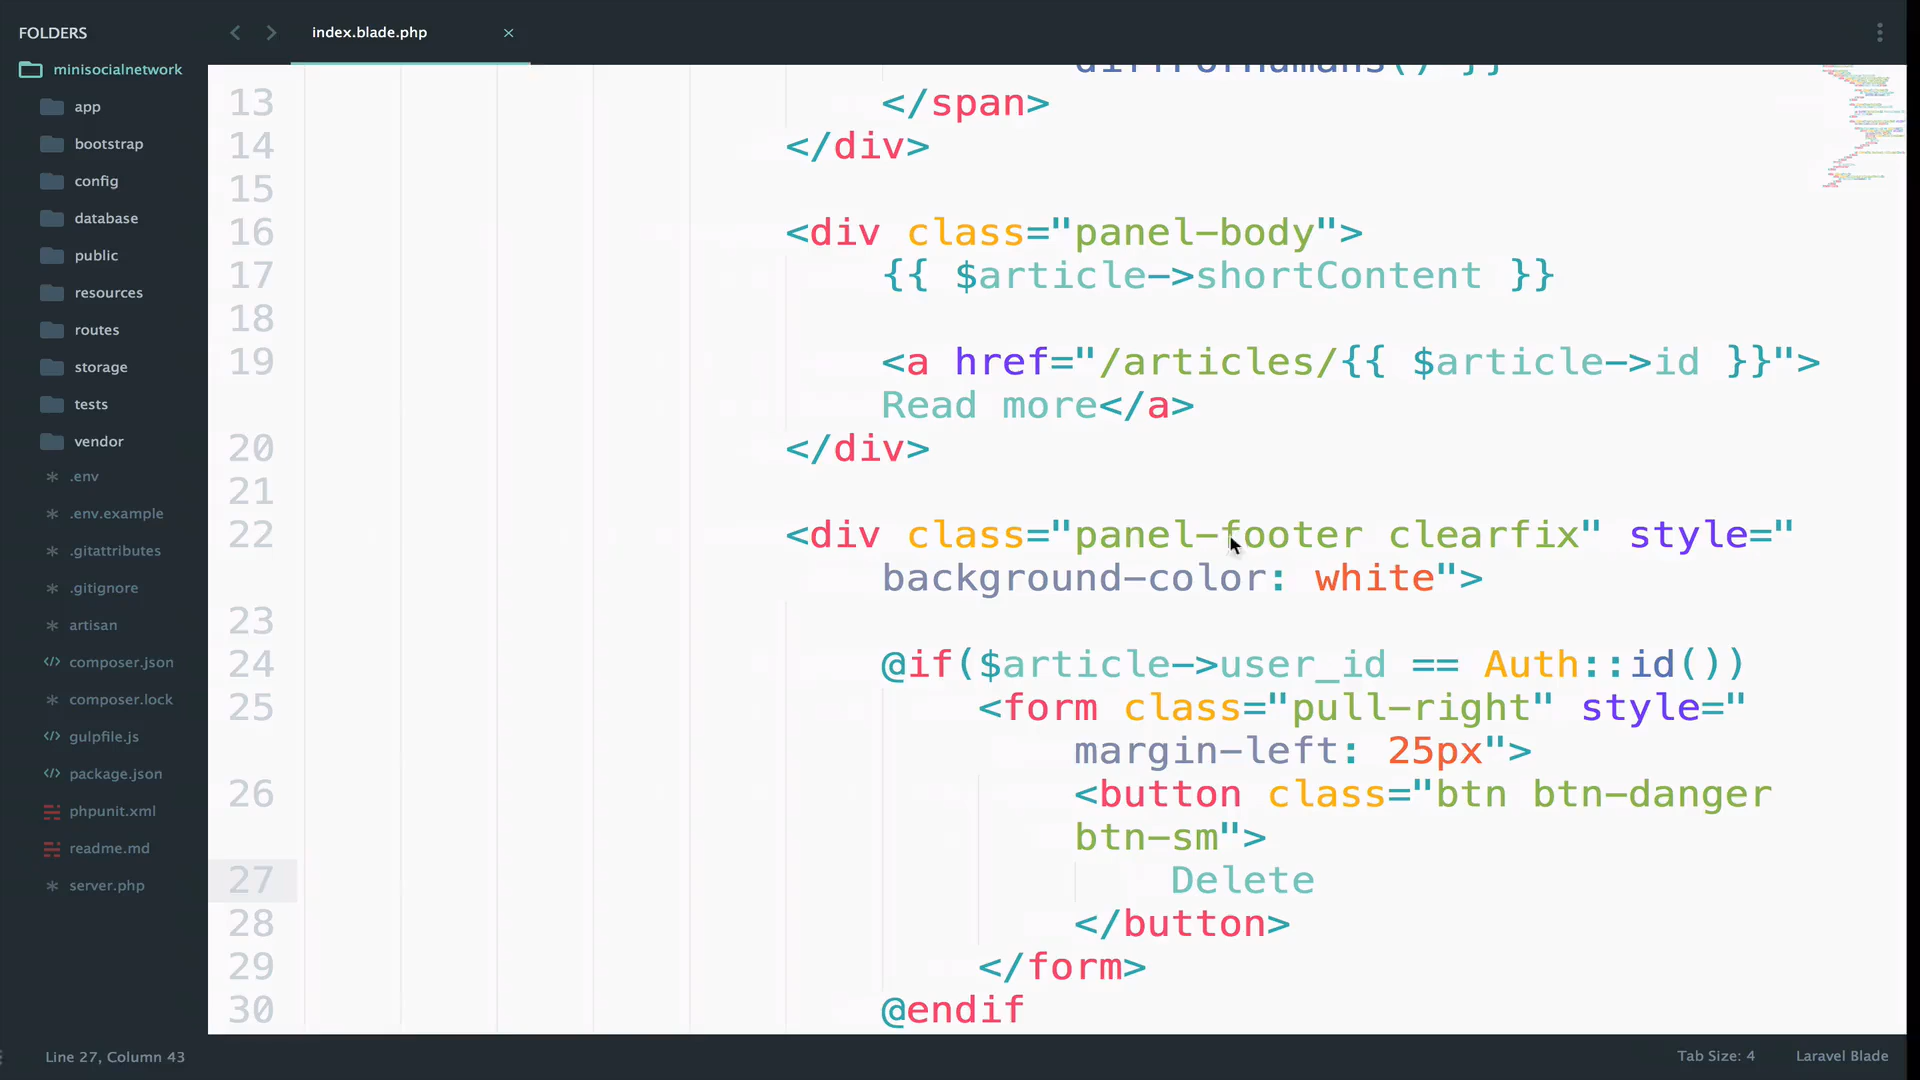 FOLDERS
minisocialnetwork
app
bootstrap
config
database
public
resources
routes
storage
tests
vendor
.env
.env.example
.gitattributes
.gitignore
artisan
composer.json
composer.lock
gulpfile.js
package.json
phpunit.xml
readme.md
server.php
index.blade.php
diffForHumans() }}
13 </span>
14 </div>
15
16 <div class="panel-body">
17 {{ $article->shortContent }}
18
19 <a href="/articles/{{ $article->id }}">
Read more</a>
20 </div>
21
22 <div class="panel-footer clearfix" style="
background-color: white">
23
24 @if($article->user_id == Auth::id())
25 <form class="pull-right" style="
margin-left: 25px">
26 <button class="btn btn-danger
btn-sm">
27 Delete
28 </button>
29 </form>
30 @endif
Line 27, Column 43
Tab Size: 4
Laravel Blade